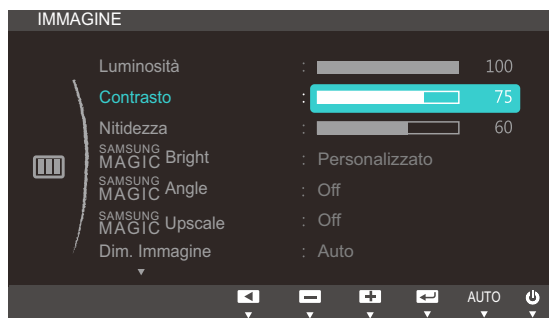 IMMAGINE
Luminosità : 100
Contrasto : 75
Nitidezza : 60
SAMSUNG MAGIC Bright : Personalizzato
SAMSUNG MAGIC Angle : Off
SAMSUNG MAGIC Upscale : Off
Dim. Immagine : Auto
AUTO